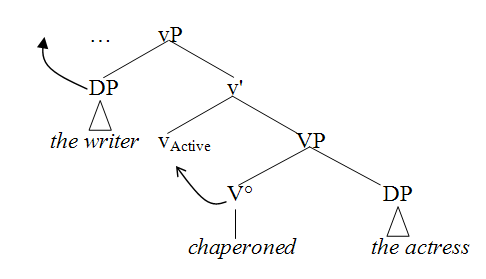 ... vP
DP v'
the writer vActive VP
V° DP
chaperoned the actress